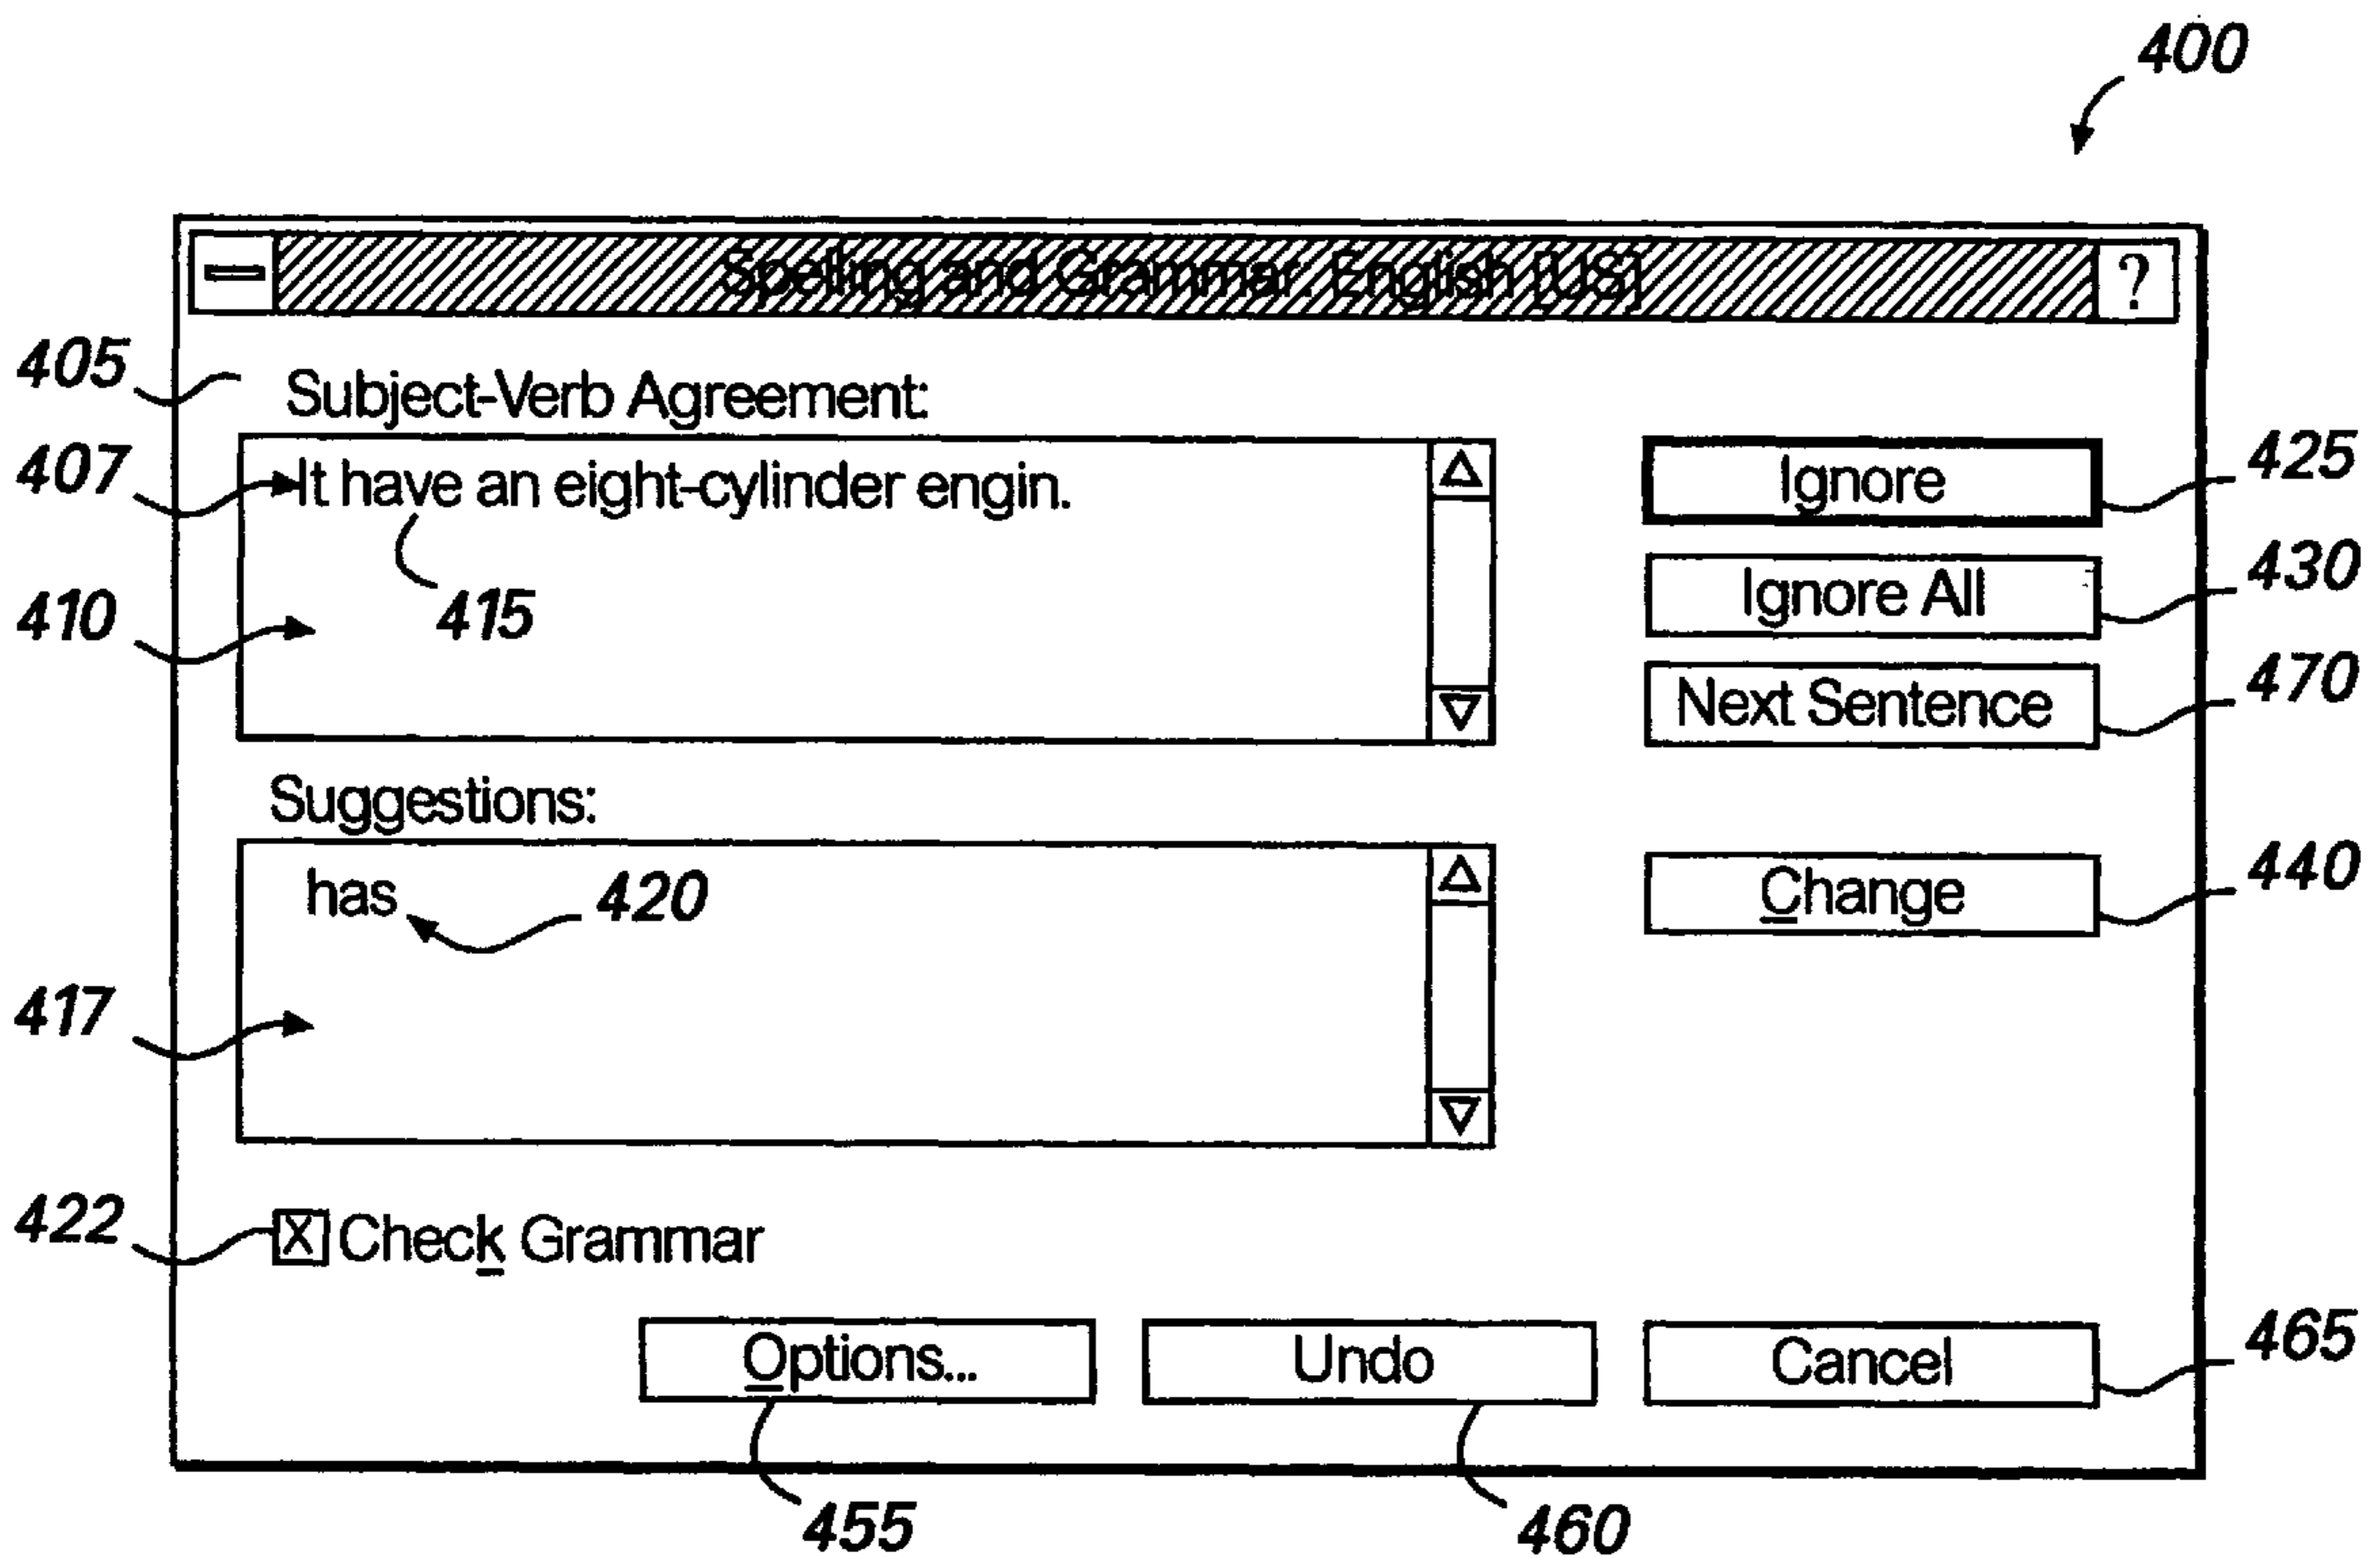 400
Spelling and Grammar: English [US]
?
405
Subject-Verb Agreement:
407
It have an eight-cylinder engin.
Ignore
425
410
415
Ignore All
430
Next Sentence
470
Suggestions:
has
420
Change
440
417
422
X Check Grammar
Options...
Undo
Cancel
465
455
460